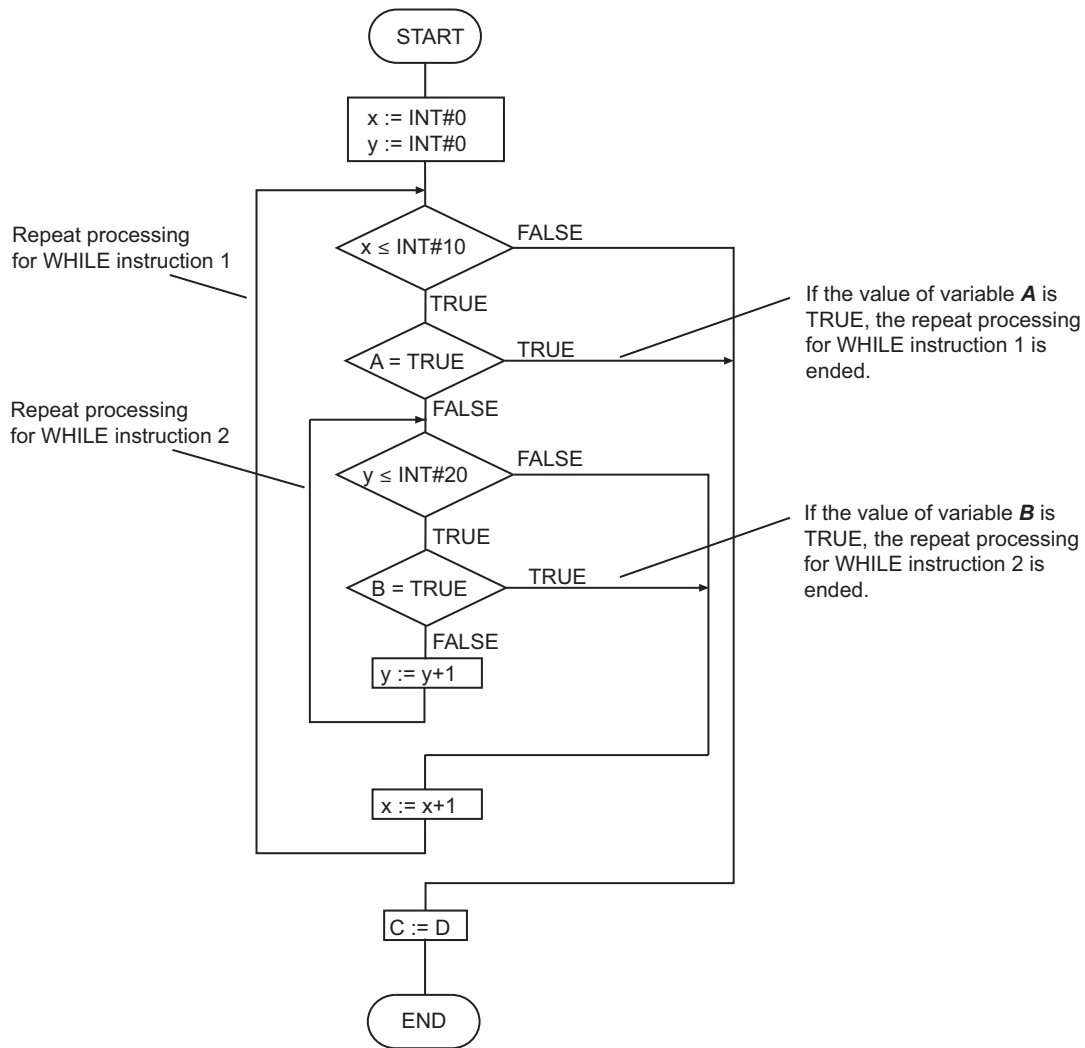 START
x := INT#0
y := INT#0
Repeat processing
for WHILE instruction 1
x ≤ INT#10
FALSE
TRUE
If the value of variable A is
TRUE, the repeat processing
for WHILE instruction 1 is
ended.
A = TRUE
TRUE
FALSE
Repeat processing
for WHILE instruction 2
y ≤ INT#20
FALSE
TRUE
If the value of variable B is
TRUE, the repeat processing
for WHILE instruction 2 is
ended.
B = TRUE
TRUE
FALSE
y := y+1
x := x+1
C := D
END